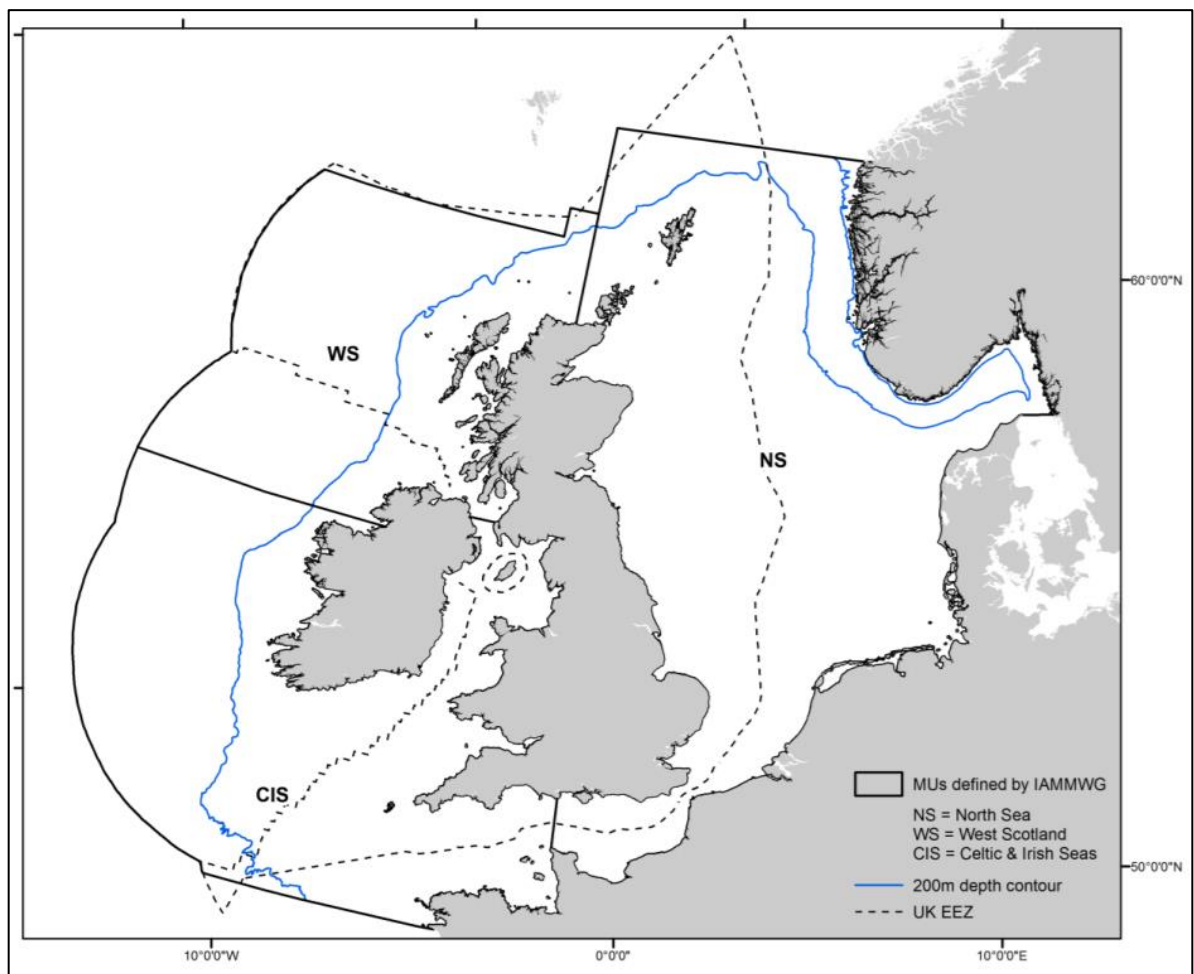 WS
60°0'0"N
NS
CIS
MUs defined by IAMMWG
NS = North Sea
WS = West Scotland
CIS = Celtic & Irish Seas
200m depth contour
UK EEZ
50°0'0"N
10°0'0"W
0°0'0"
10°0'0"E